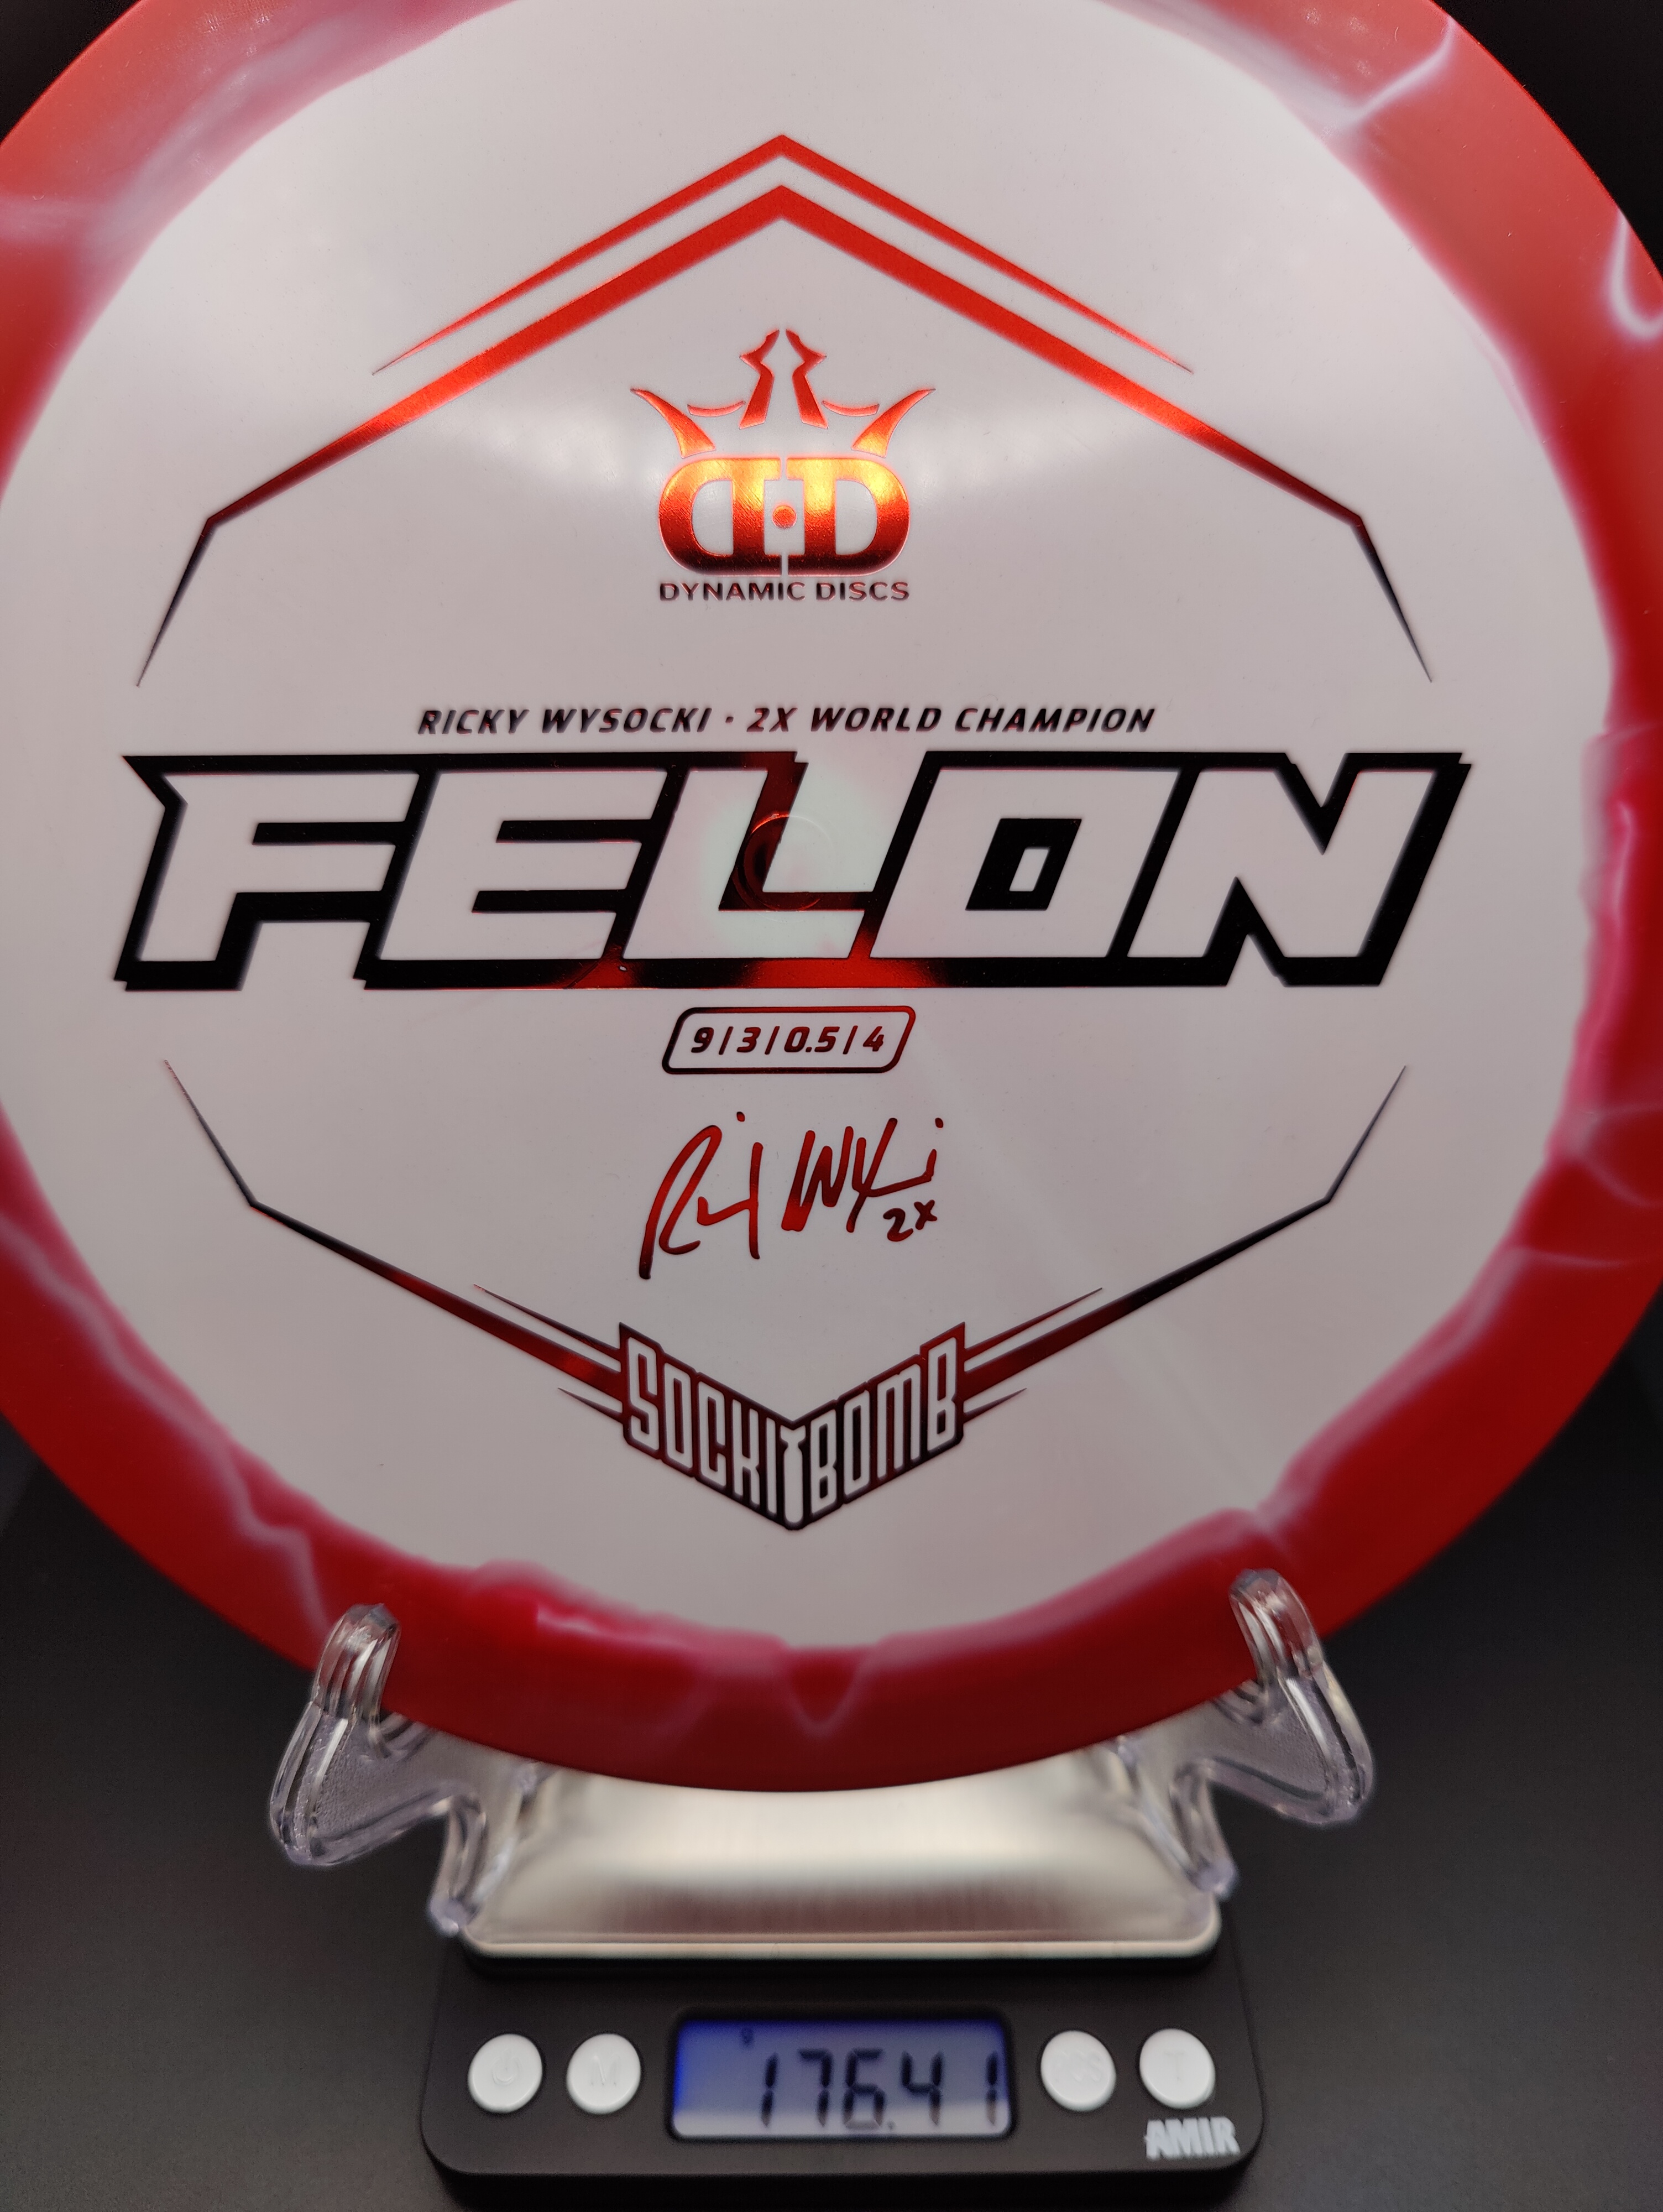 DYNAMIC DISCS
RICKY WYSOCKI · 2X WORLD CHAMPION
FELON
9|3|0.5|4
2X
SOCKIBOMB
g
176.41
M
T
AMIR